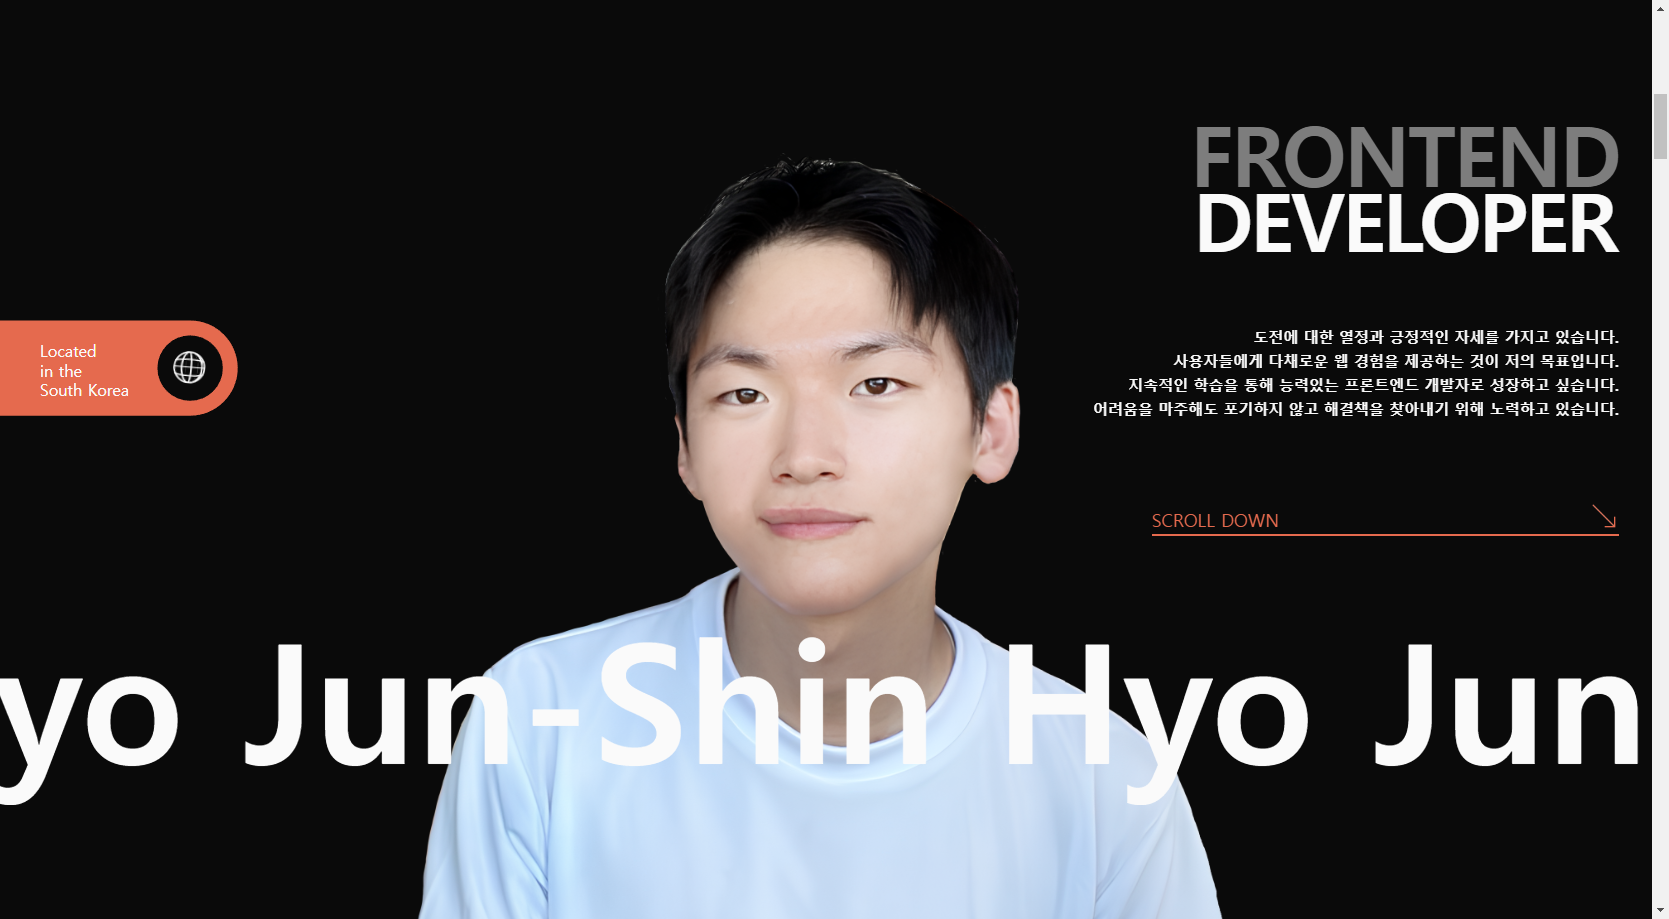 FRONTEND
DEVELOPER
도전에 대한 열정과 긍정적인 자세를 가지고 있습니다.
사용자들에게 다채로운 웹 경험을 제공하는 것이 저의 목표입니다.
지속적인 학습을 통해 능력있는 프론트엔드 개발자로 성장하고 싶습니다.
어려움을 마주해도 포기하지 않고 해결책을 찾아내기 위해 노력하고 있습니다.
Located
in the
South Korea
SCROLL DOWN
yo Jun-Shin Hyo Jun